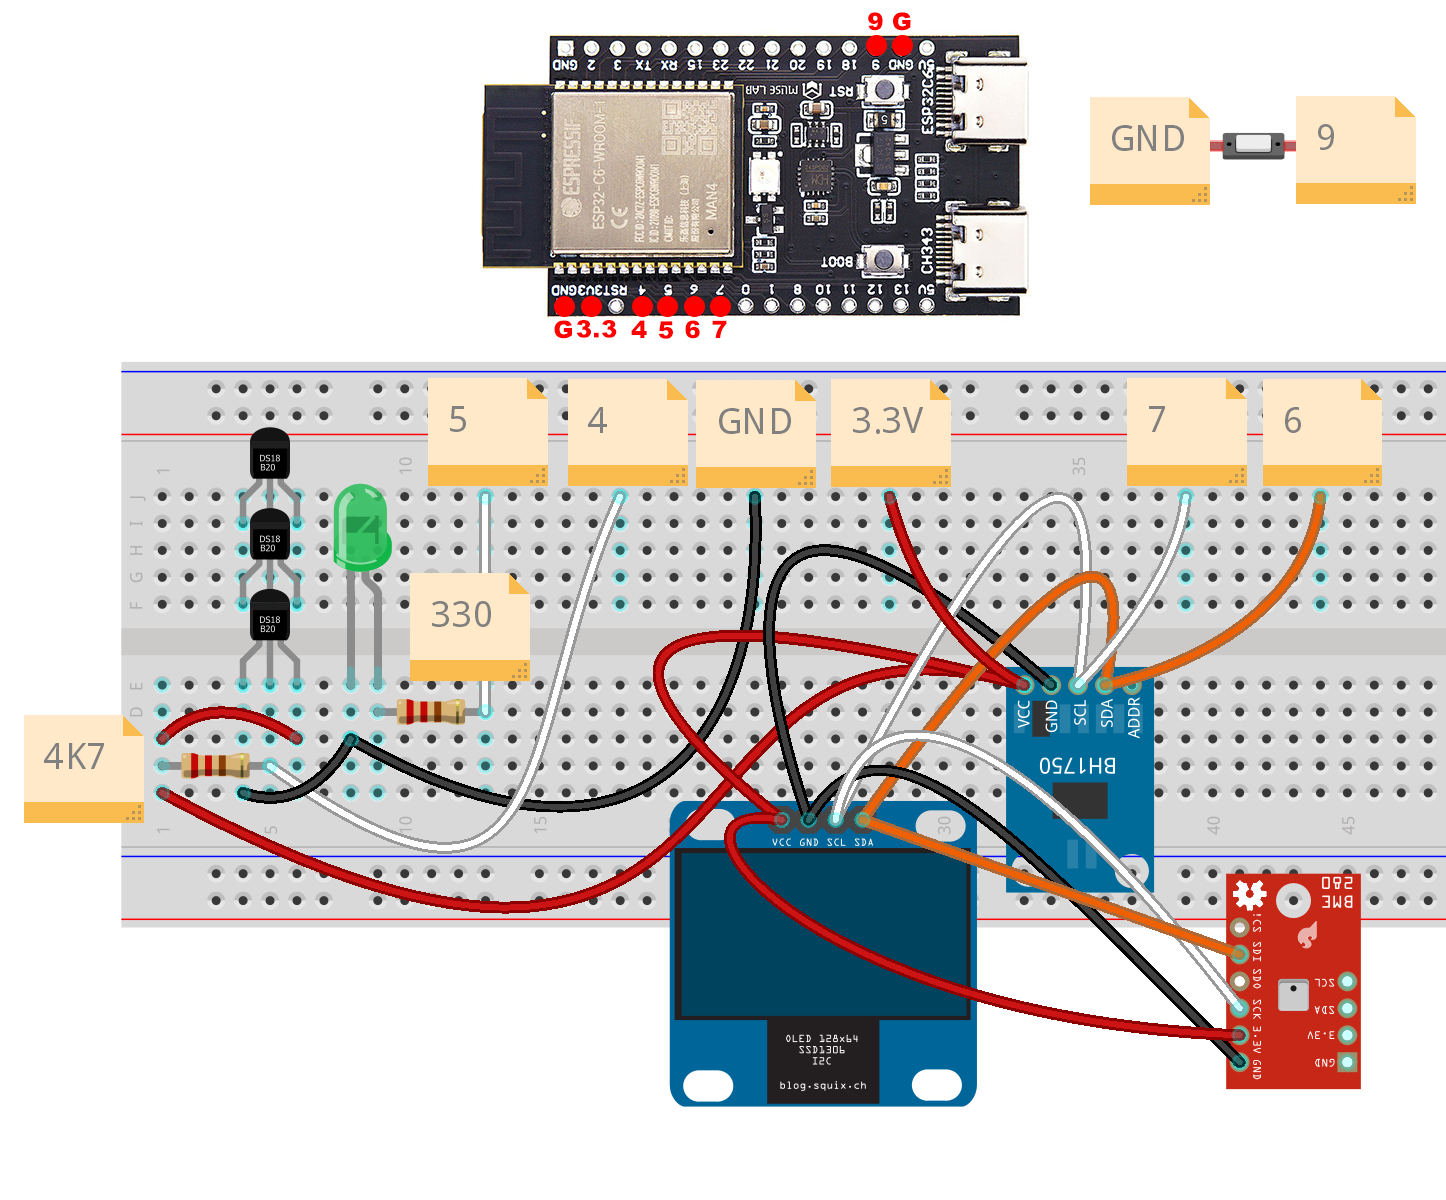 9 G
GND 2 3 TX RX 15 23 22 21 20 19 18 9 GND 5V
MUSE LAB
RST
ESP32C6
ESPRESSIF
ESP32-C6-WROOM-1
CE
MAN4
BOOT
CH343
GND 3V3 RST 4 5 6 7 0 1 8 10 11 12 13 5V
G 3.3 4 5 6 7
GND
9
5
4
GND
3.3V
7
6
1 10 35
J
I
H
G
F
E
D
DS18
B20
DS18
B20
DS18
B20
330
4K7
1 5 10 15 30 40 45
VCC GND SCL SDA ADDR
BH1750
VCC GND SCL SDA
OLED 128x64
SSD1306
I2C
blog.squix.ch
BME
280
!CS
SDI
SDO
SCK
3.3V
GND
SCL
SDA
3.3V
GND